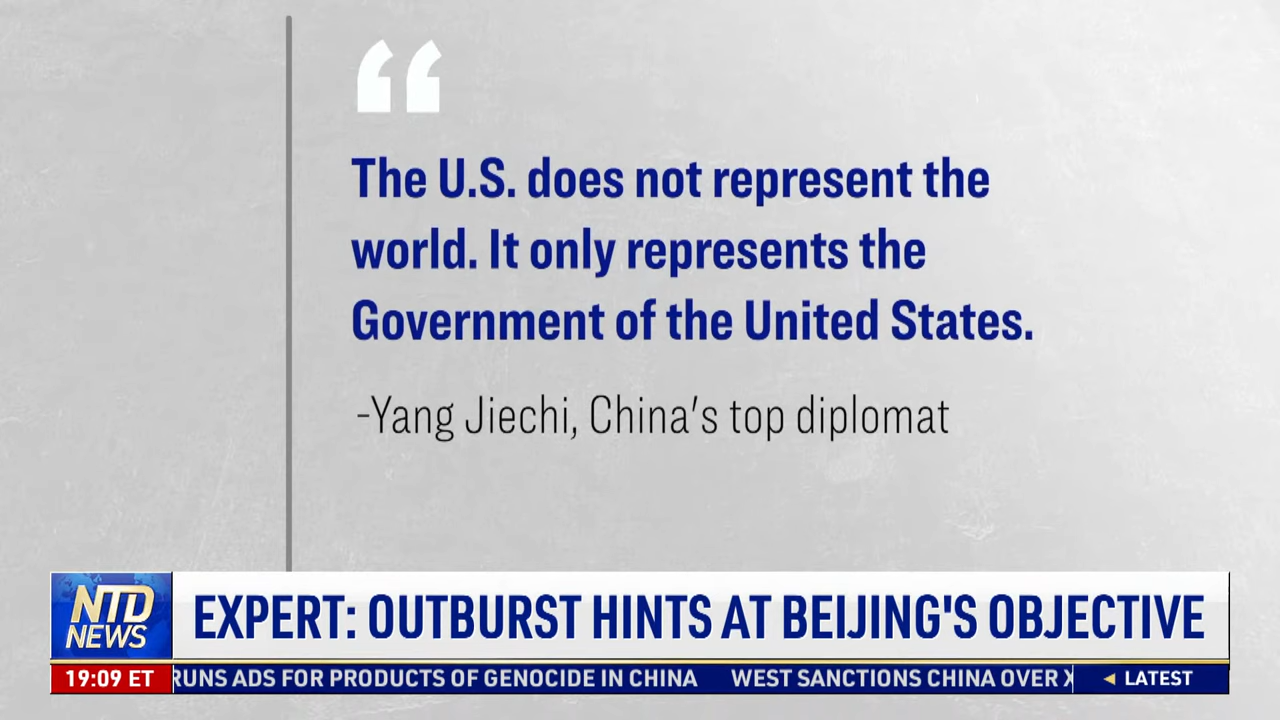 “
The U.S. does not represent the
world. It only represents the
Government of the United States.
-Yang Jiechi, China's top diplomat
NTD
NEWS
EXPERT: OUTBURST HINTS AT BEIJING'S OBJECTIVE
19:09 ET
RUNS ADS FOR PRODUCTS OF GENOCIDE IN CHINA WEST SANCTIONS CHINA OVER
LATEST